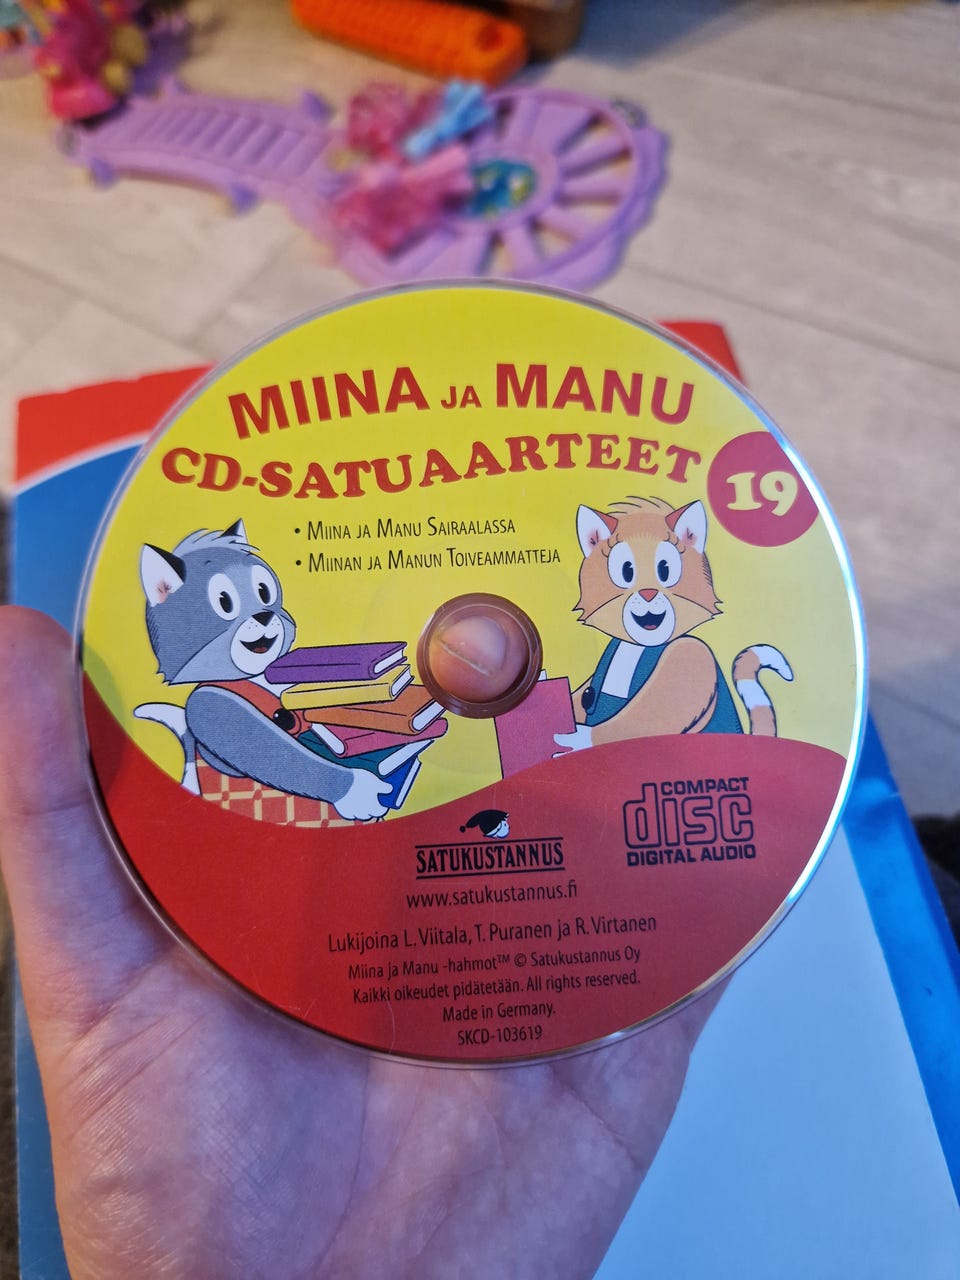 MIINA JA MANU
CD-SATUAARTEET
19
• MIINA JA MANU SAIRAALASSA
• MIINAN JA MANUN TOIVEAMMATTEJA
COMPACT
disc
DIGITAL AUDIO
SATUKUSTANNUS
www.satukustannus.fi
Lukijoina L. Viitala, T. Puranen ja R. Virtanen
Miina ja Manu -hahmot™ © Satukustannus Oy
Kaikki oikeudet pidätetään. All rights reserved.
Made in Germany.
SKCD-103619